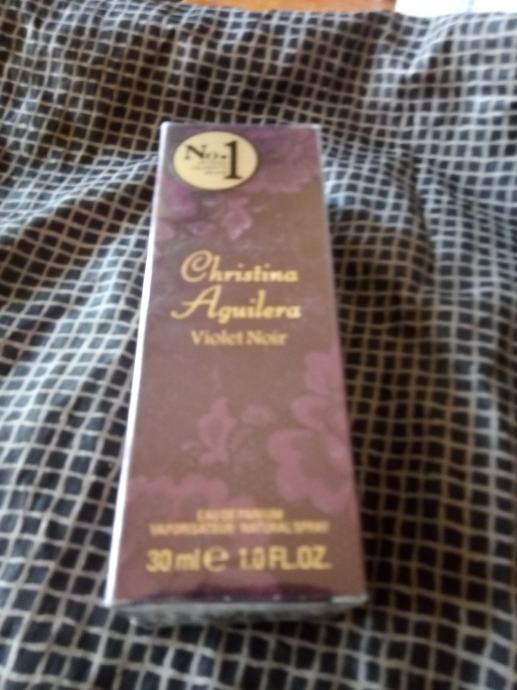 No.1
Christina
Aguilera
Violet Noir
EAU DE PARFUM
VAPORISATEUR NATURAL SPRAY
30 ml e 1.0 FL.OZ.